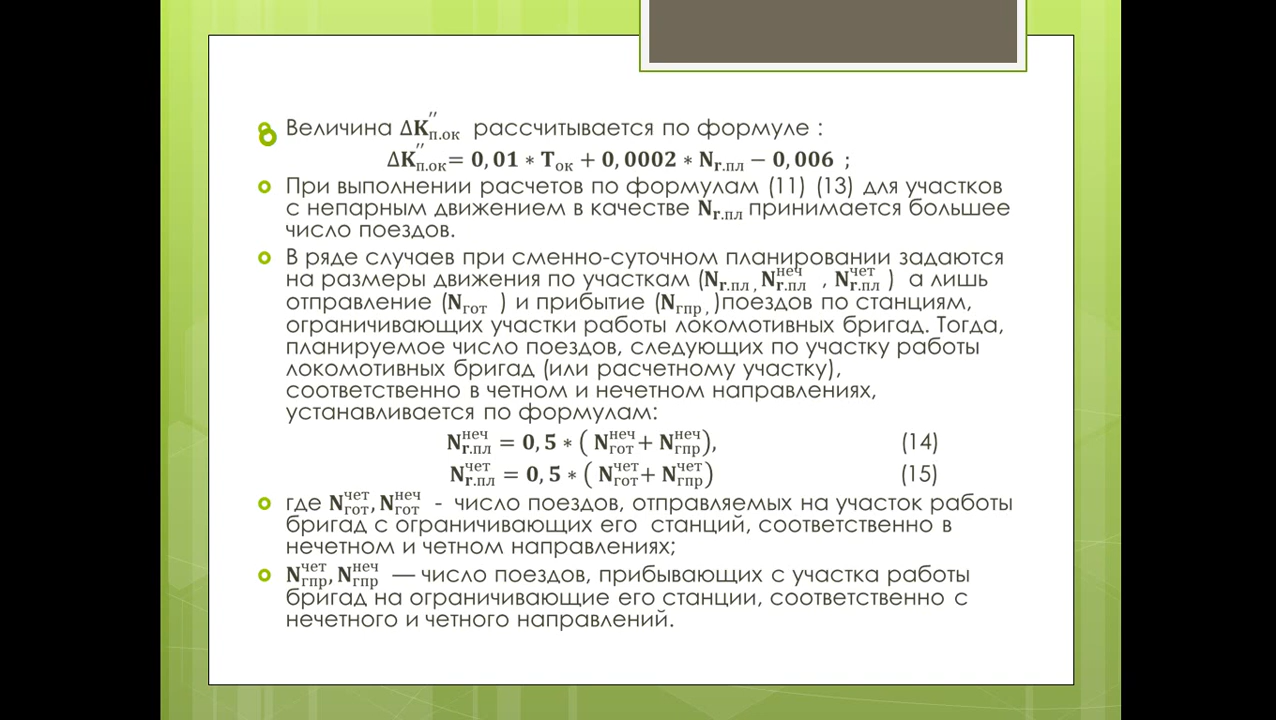 Величина ΔК′′п.ок рассчитывается по формуле :
ΔК′′п.ок= 0,01 * Ток + 0,0002 * Nг.пл − 0,006 ;
При выполнении расчетов по формулам (11) (13) для участков
с непарным движением в качестве Nг.пл принимается большее
число поездов.
В ряде случаев при сменно-суточном планировании задаются
на размеры движения по участкам (Nг.пл , Nнечг.пл , Nчетг.пл ) а лишь
отправление (Nгот ) и прибытие (Nгпр , )поездов по станциям,
ограничивающих участки работы локомотивных бригад. Тогда,
планируемое число поездов, следующих по участку работы
локомотивных бригад (или расчетному участку),
соответственно в четном и нечетном направлениях,
устанавливается по формулам:
Nнечг.пл = 0,5 * ( Nнечгот + Nнечгпр), (14)
Nчетг.пл = 0,5 * ( Nчетгот + Nчетгпр) (15)
где Nчетгот, Nнечгот - число поездов, отправляемых на участок работы
бригад с ограничивающих его станций, соответственно в
нечетном и четном направлениях;
Nчетгпр, Nнечгпр — число поездов, прибывающих с участка работы
бригад на ограничивающие его станции, соответственно с
нечетного и четного направлений.